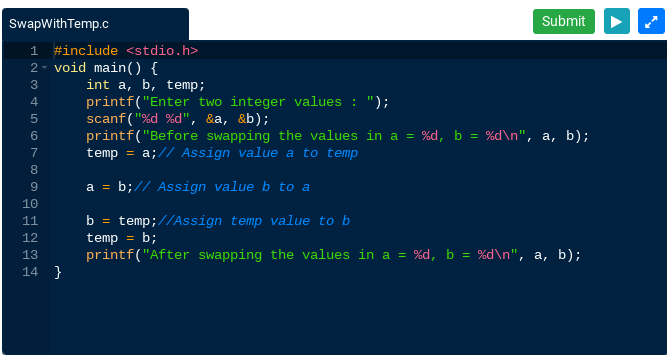 SwapWithTemp.c
Submit
1 #include <stdio.h>
2 void main() {
3     int a, b, temp;
4     printf("Enter two integer values : ");
5     scanf("%d %d", &a, &b);
6     printf("Before swapping the values in a = %d, b = %d\n", a, b);
7     temp = a;// Assign value a to temp
8
9     a = b;// Assign value b to a
10
11     b = temp;//Assign temp value to b
12     temp = b;
13     printf("After swapping the values in a = %d, b = %d\n", a, b);
14 }